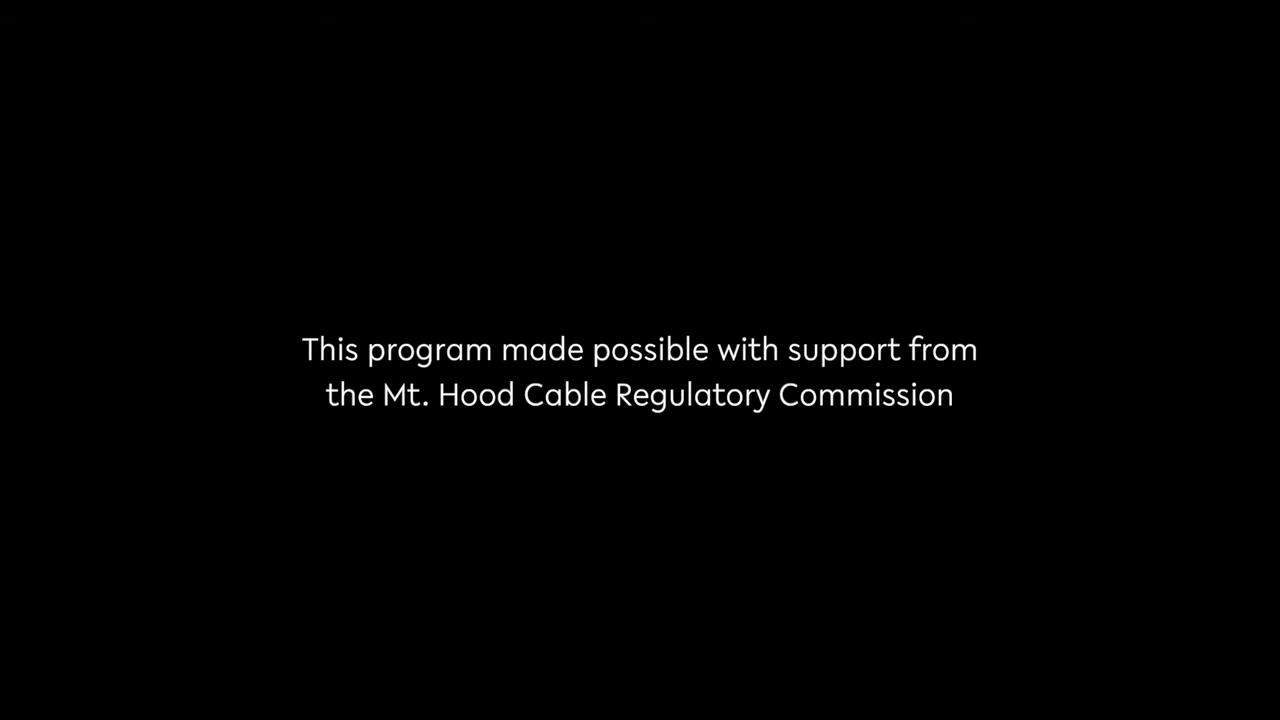 This program made possible with support from
the Mt. Hood Cable Regulatory Commission